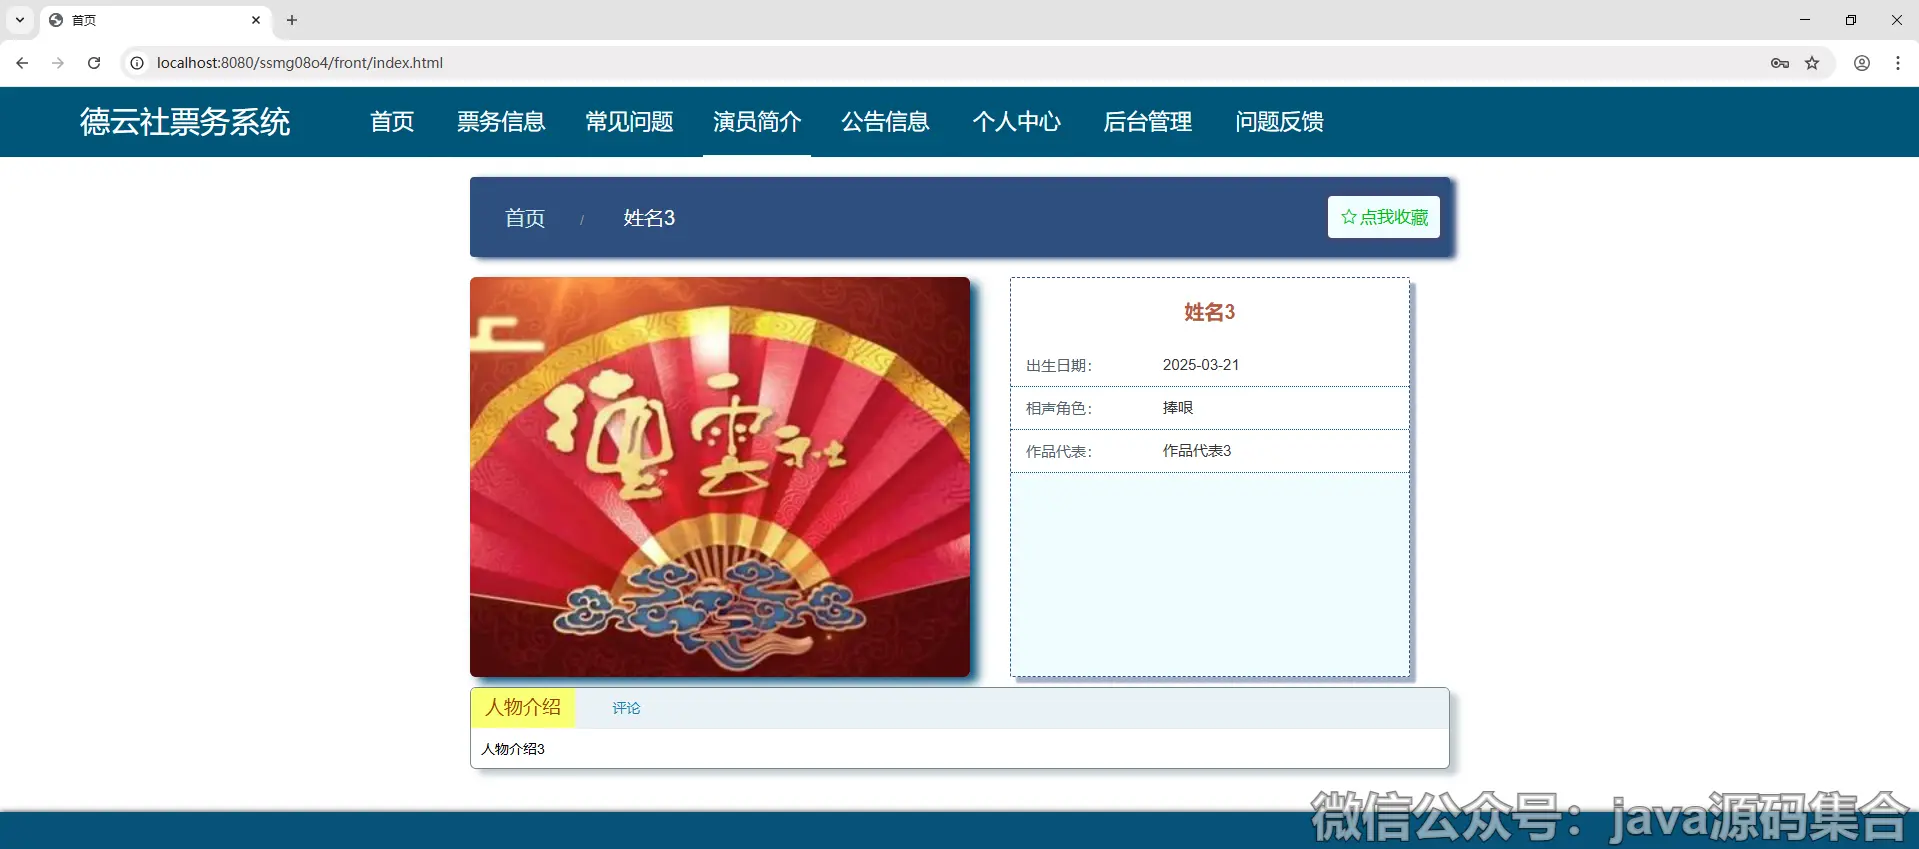 首页
localhost:8080/ssmg08o4/front/index.html
德云社票务系统 首页 票务信息 常见问题 演员简介 公告信息 个人中心 后台管理 问题反馈
首页 / 姓名3 点我收藏
德雲社
姓名3
出生日期： 2025-03-21
相声角色： 捧哏
作品代表： 作品代表3
人物介绍 评论
人物介绍3
微信公众号：java源码集合